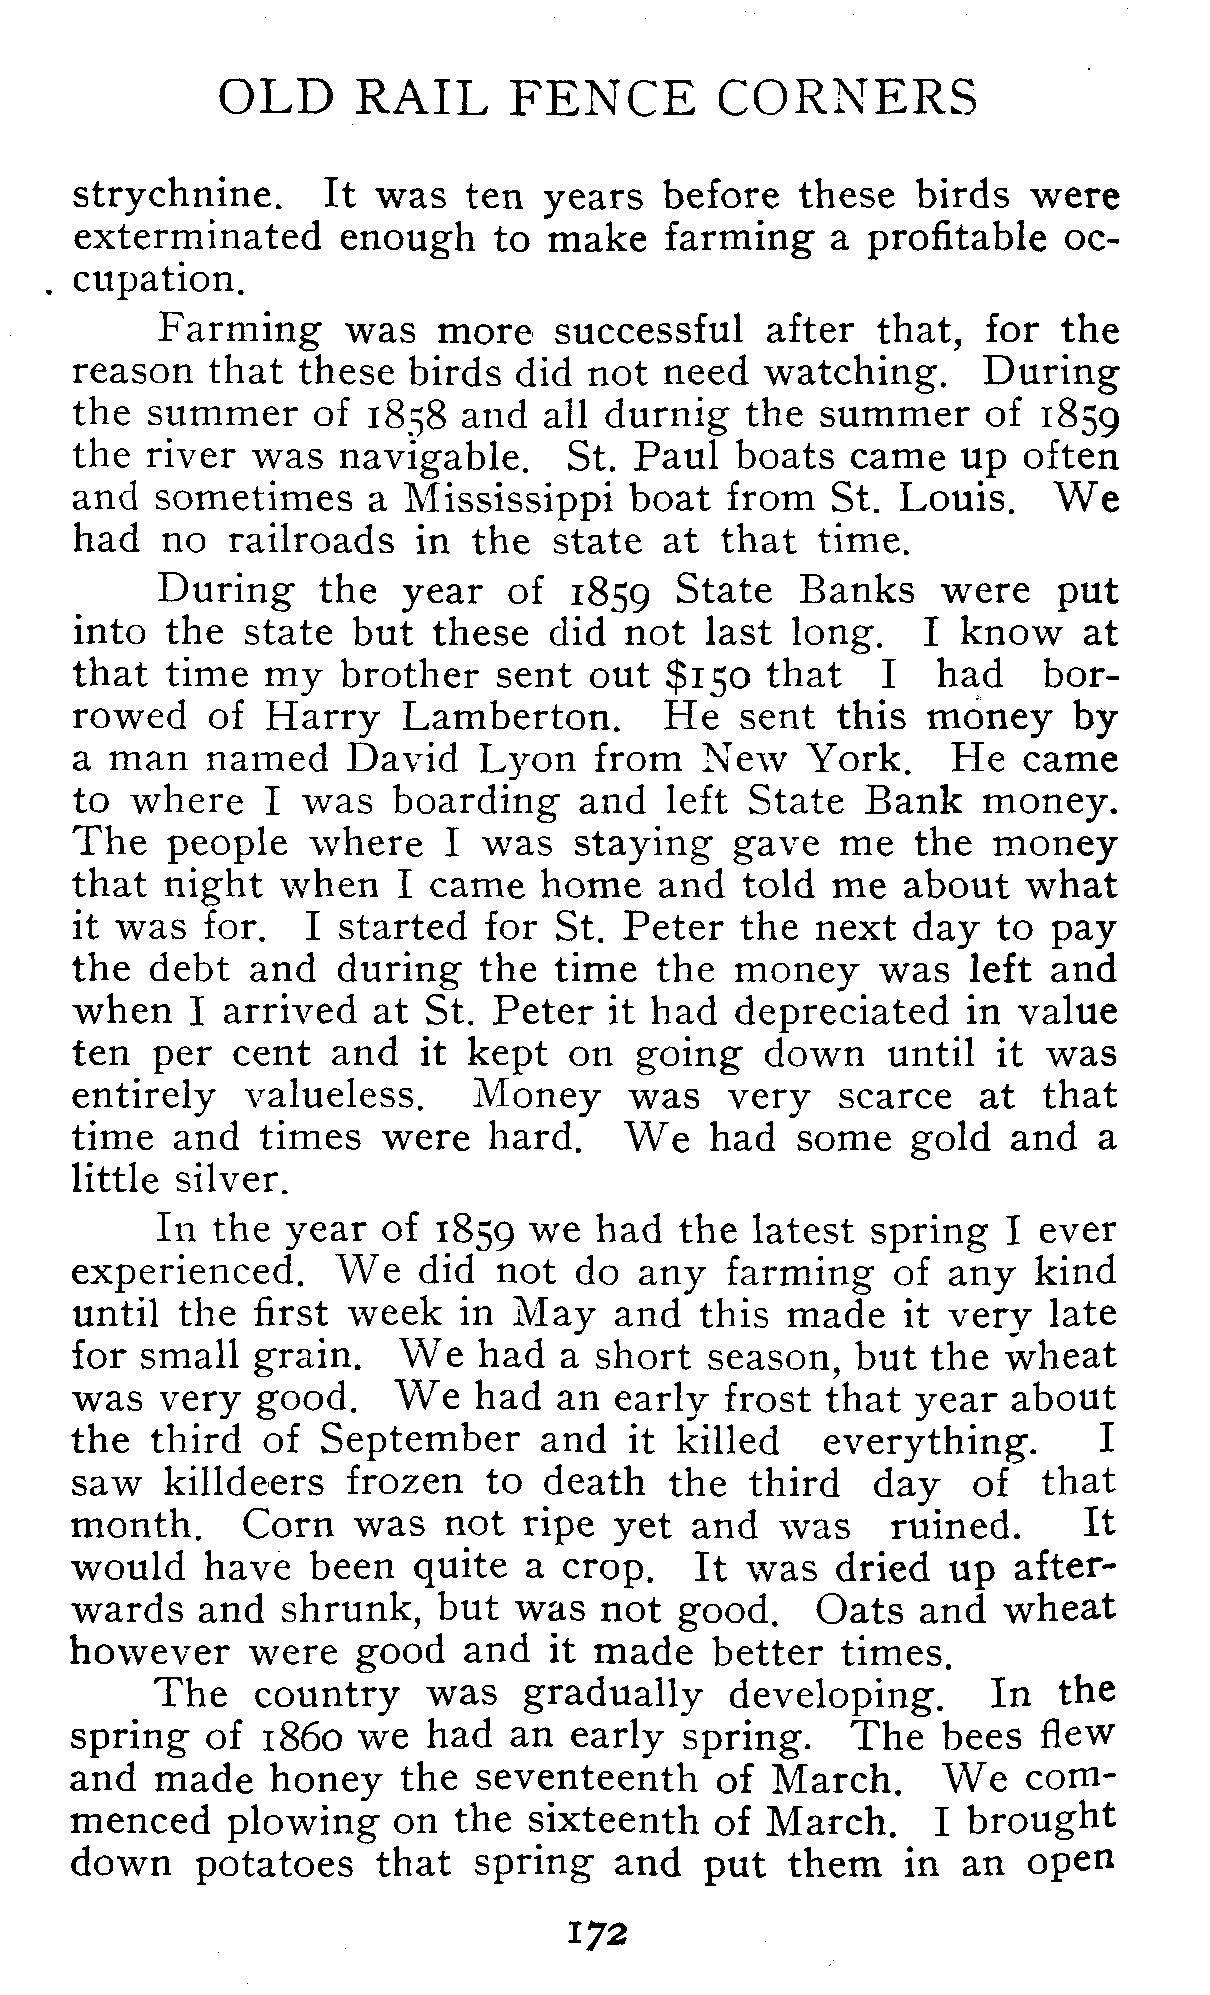 OLD RAIL FENCE CORNERS
strychnine. It was ten years before these birds were
exterminated enough to make farming a profitable oc-
cupation.
Farming was more successful after that, for the
reason that these birds did not need watching. During
the summer of 1858 and all durnig the summer of 1859
the river was navigable. St. Paul boats came up often
and sometimes a Mississippi boat from St. Louis. We
had no railroads in the state at that time.
During the year of 1859 State Banks were put
into the state but these did not last long. I know at
that time my brother sent out $150 that I had bor-
rowed of Harry Lamberton. He sent this money by
a man named David Lyon from New York. He came
to where I was boarding and left State Bank money.
The people where I was staying gave me the money
that night when I came home and told me about what
it was for. I started for St. Peter the next day to pay
the debt and during the time the money was left and
when I arrived at St. Peter it had depreciated in value
ten per cent and it kept on going down until it was
entirely valueless. Money was very scarce at that
time and times were hard. We had some gold and a
little silver.
In the year of 1859 we had the latest spring I ever
experienced. We did not do any farming of any kind
until the first week in May and this made it very late
for small grain. We had a short season, but the wheat
was very good. We had an early frost that year about
the third of September and it killed everything. I
saw killdeers frozen to death the third day of that
month. Corn was not ripe yet and was ruined. It
would have been quite a crop. It was dried up after-
wards and shrunk, but was not good. Oats and wheat
however were good and it made better times.
The country was gradually developing. In the
spring of 1860 we had an early spring. The bees flew
and made honey the seventeenth of March. We com-
menced plowing on the sixteenth of March. I brought
down potatoes that spring and put them in an open
172